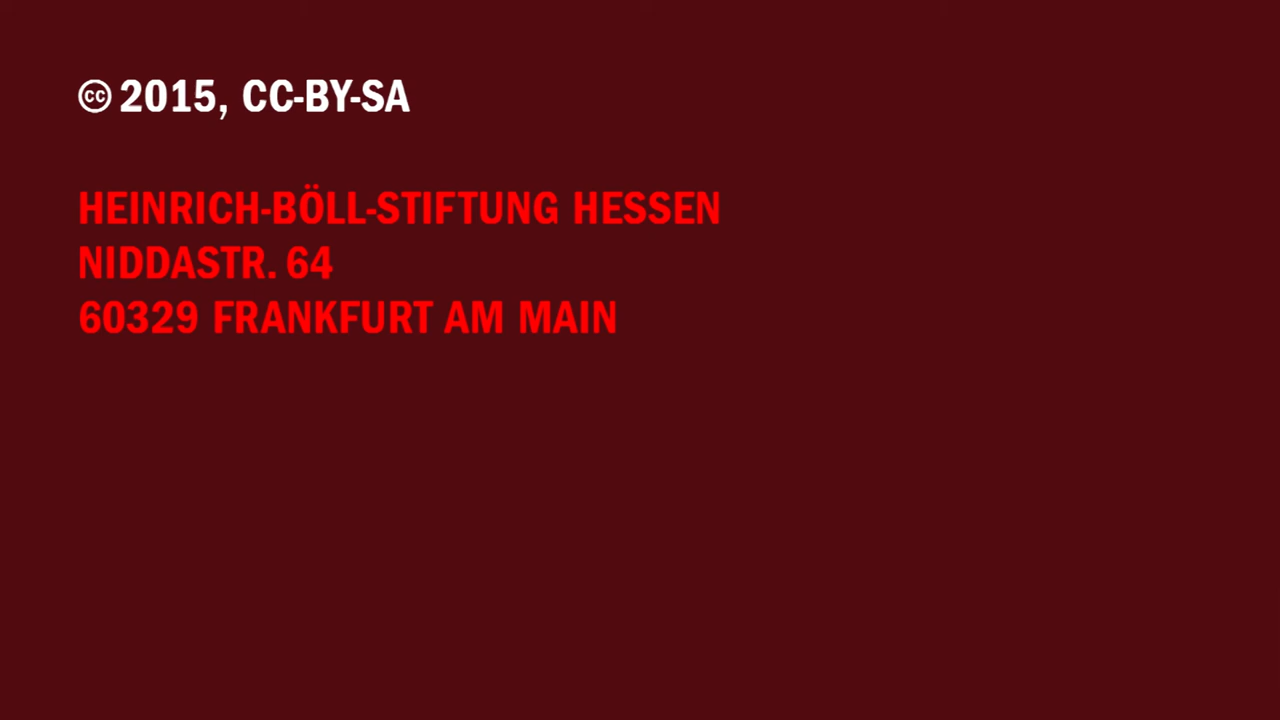 🅭 2015, CC-BY-SA
HEINRICH-BÖLL-STIFTUNG HESSEN
NIDDASTR. 64
60329 FRANKFURT AM MAIN